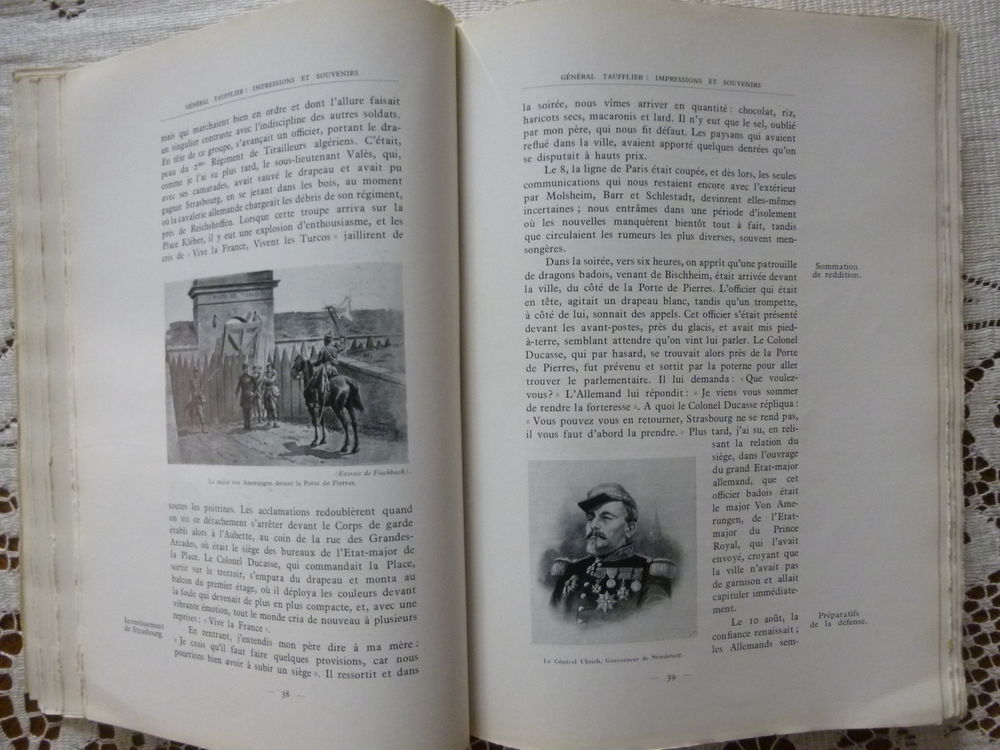 GÉNÉRAL TAUFFLIEB : IMPRESSIONS ET SOUVENIRS
mais qui marchaient bien en ordre et dont l'allure faisait
un singulier contraste avec l'indiscipline des autres soldats.
En tête de ce groupe, s'avançait un officier, portant le dra-
peau du 2me Régiment de Tirailleurs algériens. C'était,
comme je l'ai su plus tard, le sous-lieutenant Valès, qui,
avec ses camarades, avait sauvé le drapeau et avait pu
gagner Strasbourg, en se jetant dans les bois, au moment
où la cavalerie allemande chargeait les débris de son régiment,
près de Reichshoffen. Lorsque cette troupe arriva sur la
Place Kléber, il y eut une explosion d'enthousiasme, et les
cris de « Vive la France, Vivent les Turcos » jaillirent de
(Extrait de Fischbach).
Le major von Amerungen devant la Porte de Pierres.
toutes les poitrines. Les acclamations redoublèrent quand
on vit ce détachement s'arrêter devant le Corps de garde
établi alors à l'Aubette, au coin de la rue des Grandes-
Arcades, où était le siège des bureaux de l'Etat-major de
la Place. Le Colonel Ducasse, qui commandait la Place,
sortit sur le trottoir, s'empara du drapeau et monta au
balcon du premier étage, où il déploya les couleurs devant
la foule qui devenait de plus en plus compacte, et, avec une
vibrante émotion, tout le monde cria de nouveau à plusieurs
reprises : « Vive la France ».
Investissement
de Strasbourg.
En rentrant, j'entendis mon père dire à ma mère :
« Je crois qu'il faut faire quelques provisions, car nous
pourrions bien avoir à subir un siège ». Il ressortit et dans
— 38 —
GÉNÉRAL TAUFFLIEB : IMPRESSIONS ET SOUVENIRS
la soirée, nous vîmes arriver en quantité : chocolat, riz,
haricots secs, macaronis et lard. Il n'y eut que le sel, oublié
par mon père, qui nous fit défaut. Les paysans qui avaient
reflué dans la ville, avaient apporté quelques denrées qu'on
se disputait à hauts prix.
Le 8, la ligne de Paris était coupée, et dès lors, les seules
communications qui nous restaient encore avec l'extérieur
par Molsheim, Barr et Schlestadt, devinrent elles-mêmes
incertaines ; nous entrâmes dans une période d'isolement
où les nouvelles manquèrent bientôt tout à fait, tandis
que circulaient les rumeurs les plus diverses, souvent men-
songères.
Dans la soirée, vers six heures, on apprît qu'une patrouille
de dragons badois, venant de Bischheim, était arrivée devant
la ville, du côté de la Porte de Pierres. L'officier qui était
en tête, agitait un drapeau blanc, tandis qu'un trompette,
à côté de lui, sonnait des appels. Cet officier s'était présenté
devant les avant-postes, près du glacis, et avait mis pied-
à-terre, semblant attendre qu'on vint lui parler. Le Colonel
Ducasse, qui par hasard, se trouvait alors près de la Porte
de Pierres, fut prévenu et sortit par la poterne pour aller
trouver le parlementaire. Il lui demanda : « Que voulez-
vous? » L'Allemand lui répondit : « Je viens vous sommer
de rendre la forteresse ». A quoi le Colonel Ducasse répliqua :
« Vous pouvez vous en retourner, Strasbourg ne se rend pas,
il vous faut d'abord la prendre. » Plus tard, j'ai su, en reli-
sant la relation du
siège, dans l'ouvrage
du grand Etat-major
allemand, que cet
officier badois était
le major Von Ame-
rungen, de l'Etat-
major du Prince
Royal, qui l'avait
envoyé, croyant que
la ville n'avait pas
de garnison et allait
capituler immédiate-
ment.
Le 10 août, la
confiance renaissait ;
les Allemands sem-
Sommation
de reddition.
Préparatifs
de la défense.
Le Général Uhrich, Gouverneur de Strasbourg.
— 39 —